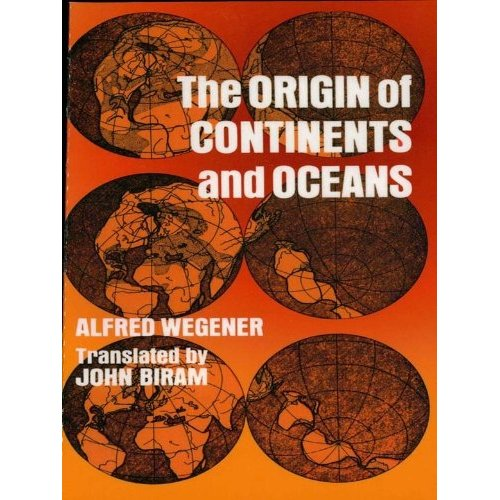 The ORIGIN of
CONTINENTS
and OCEANS
ALFRED WEGENER
Translated by
JOHN BIRAM